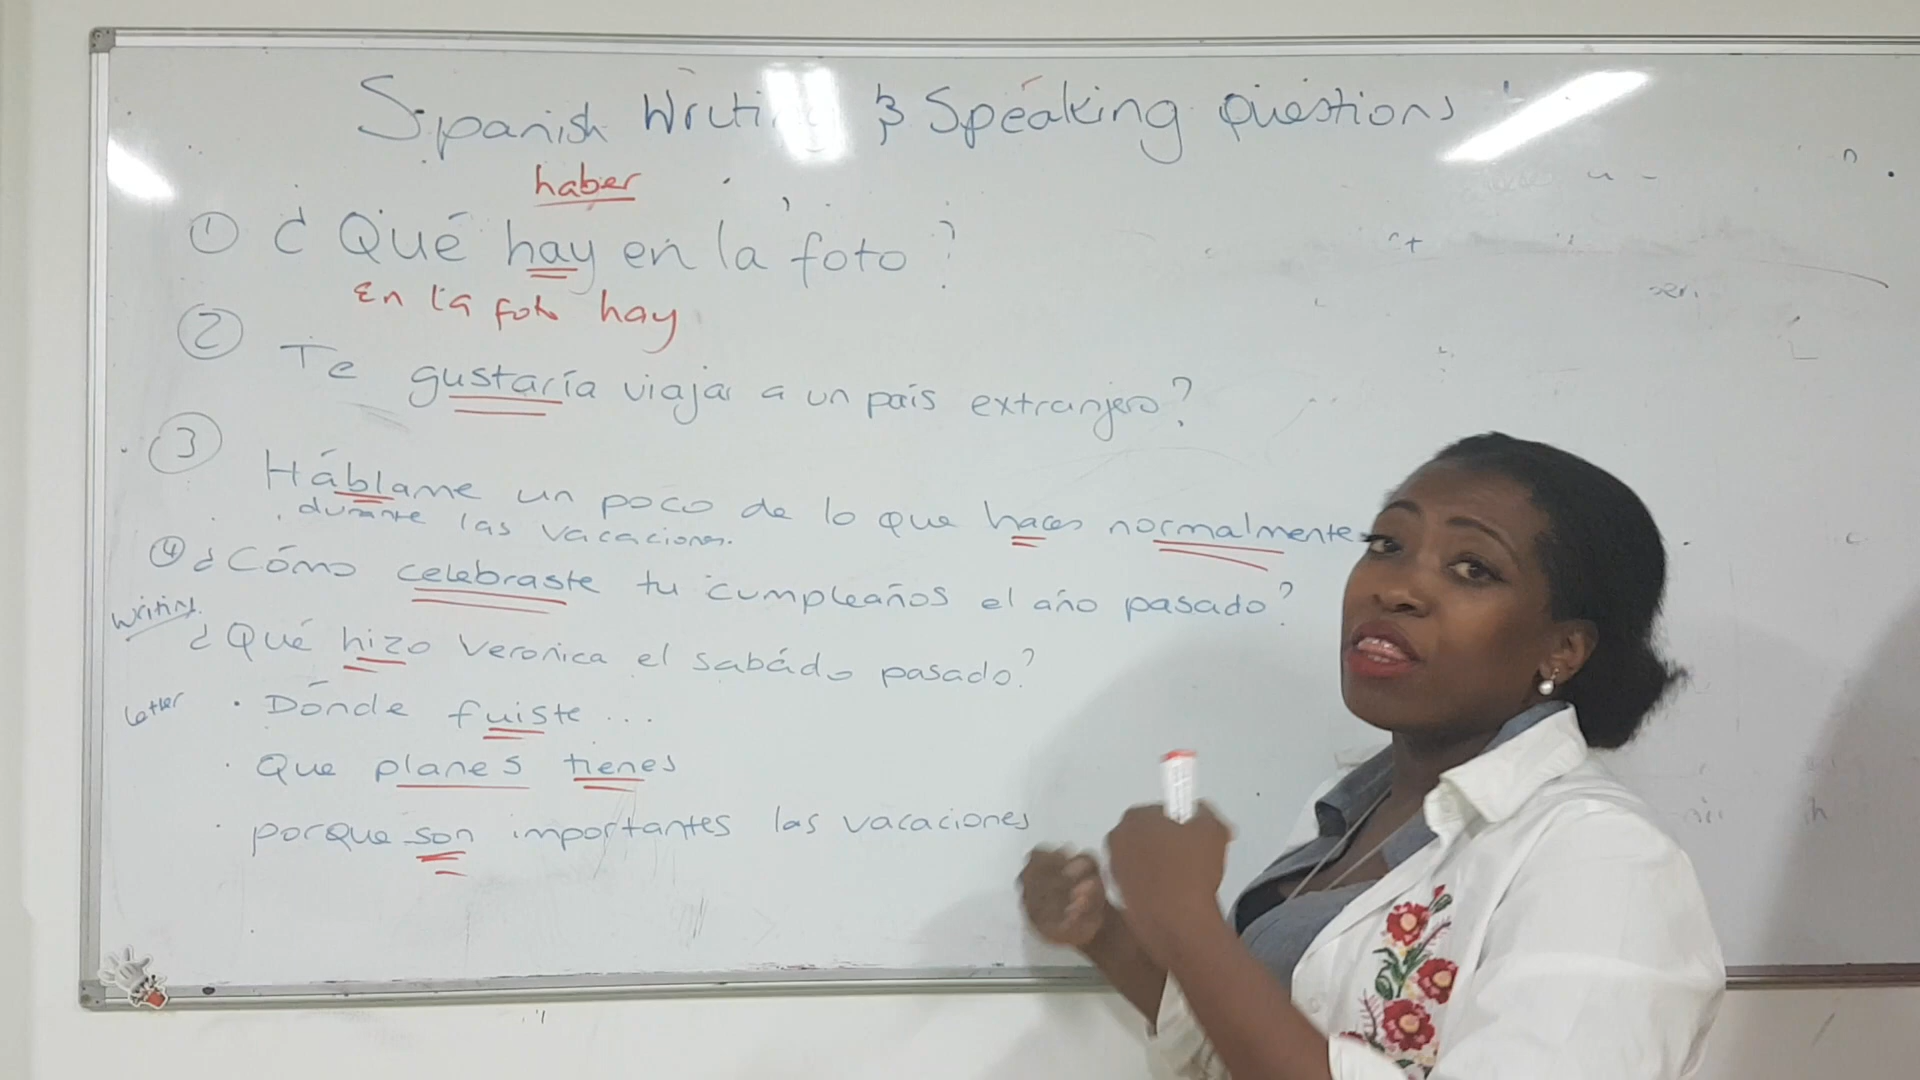 Spanish Writing & Speaking Questions
haber
① ¿Qué hay en la foto?
En la foto hay
② Te gustaría viajar a un país extranjero?
③ Háblame un poco de lo que haces normalmente
durante las vacaciones.
④ ¿Cómo celebraste tu cumpleaños el año pasado?
Writing.
¿Qué hizo Veronica el sabádo pasado?
Letter · Dónde fuiste ...
· Que planes tienes
· porque son importantes las vacaciones